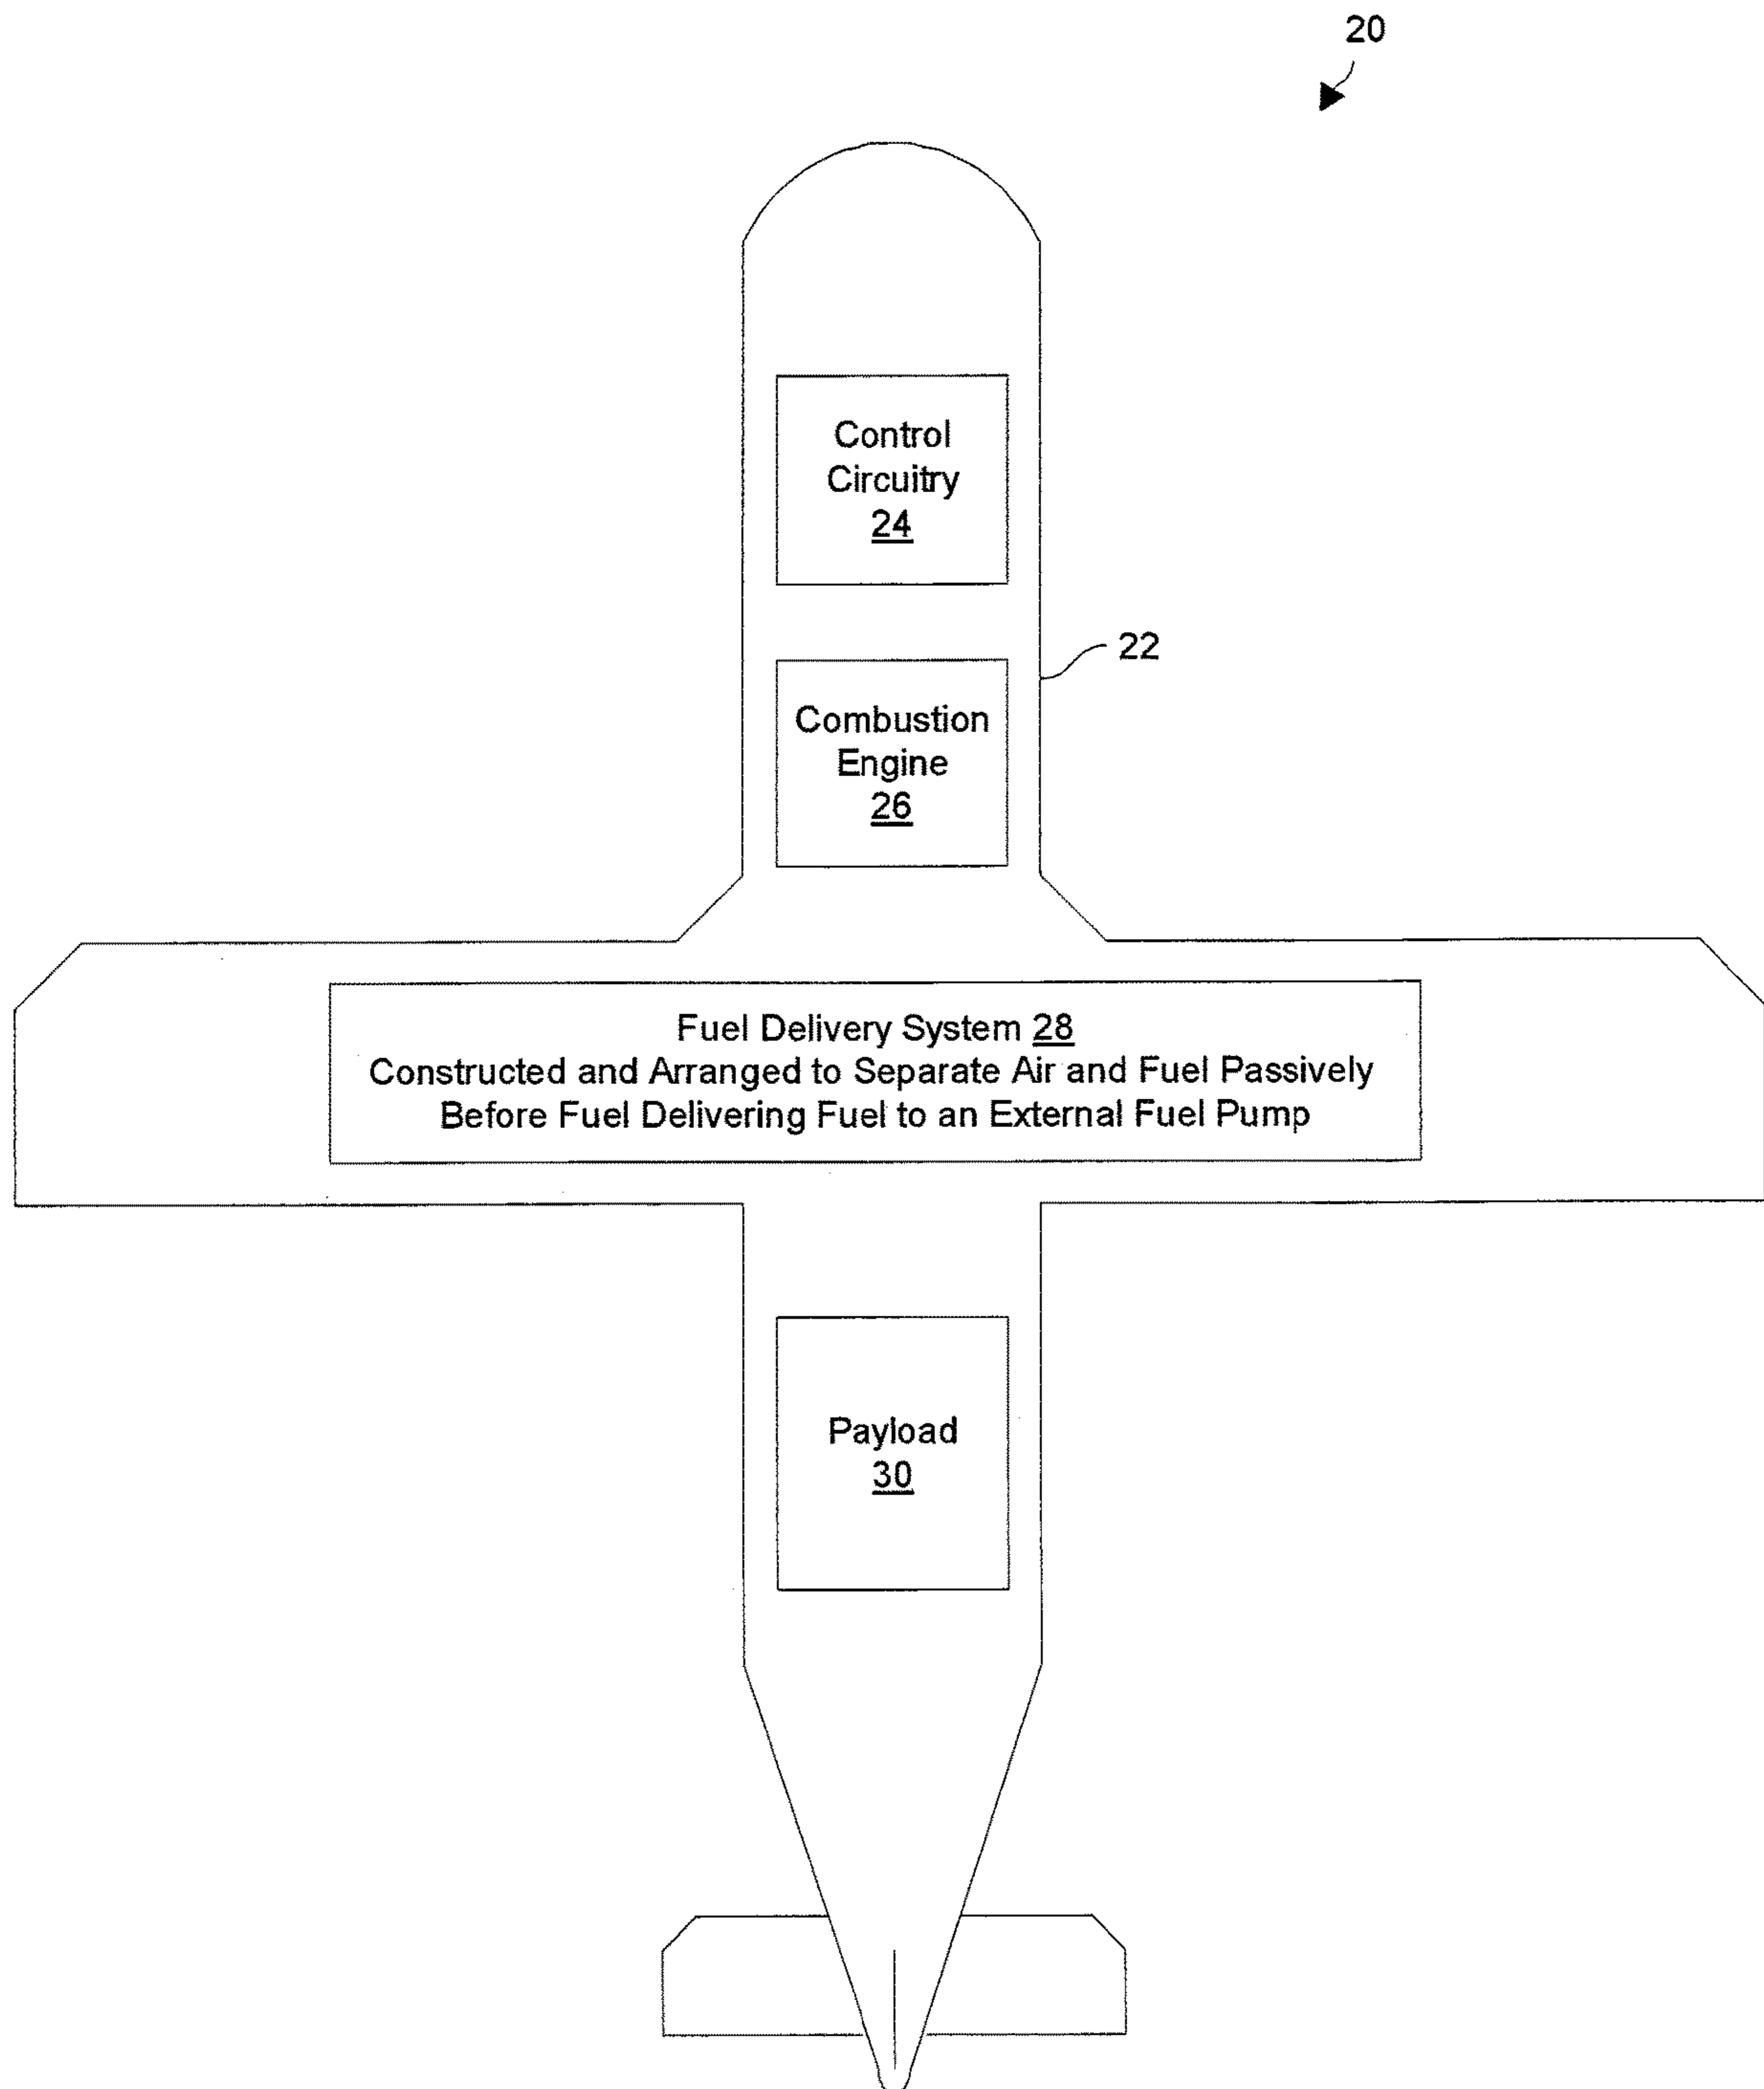 20
Control
Circuitry
24
22
Combustion
Engine
26
Fuel Delivery System 28
Constructed and Arranged to Separate Air and Fuel Passively
Before Fuel Delivering Fuel to an External Fuel Pump
Payload
30